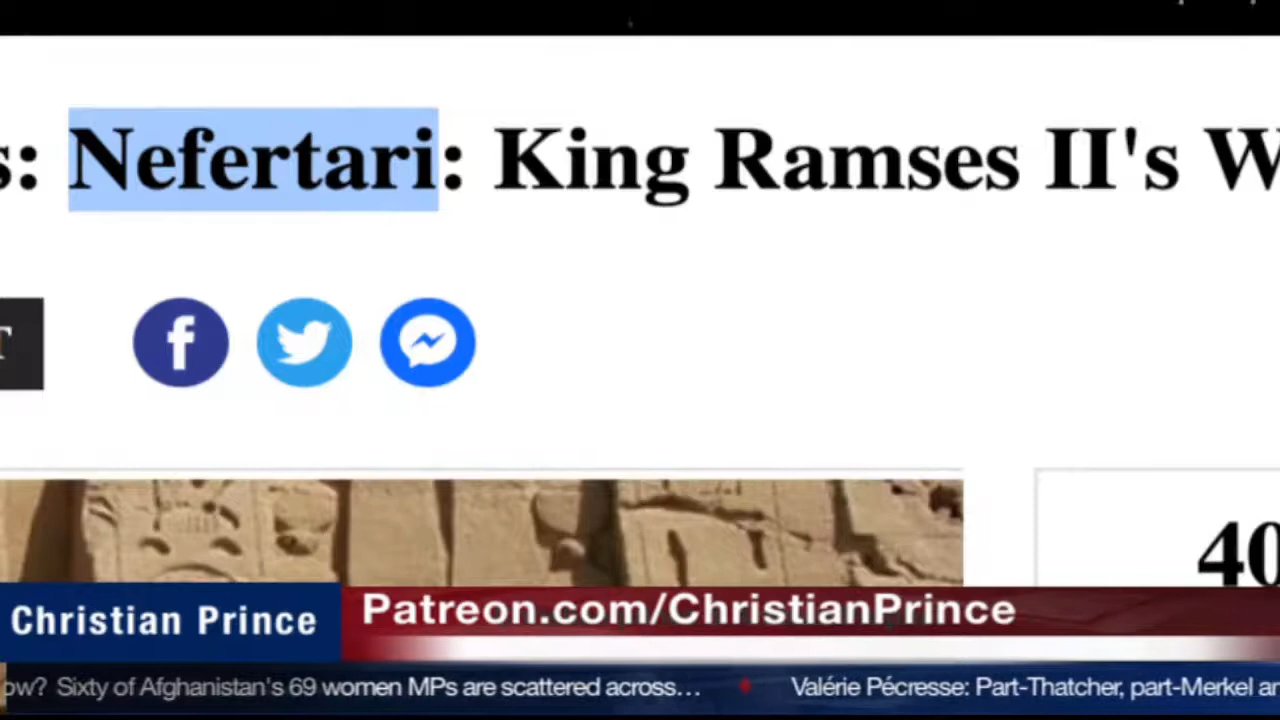 s: Nefertari: King Ramses II's W
T
40
Christian Prince
Patreon.com/ChristianPrince
ow? Sixty of Afghanistan's 69 women MPs are scattered across… Valérie Pécresse: Part-Thatcher, part-Merkel an